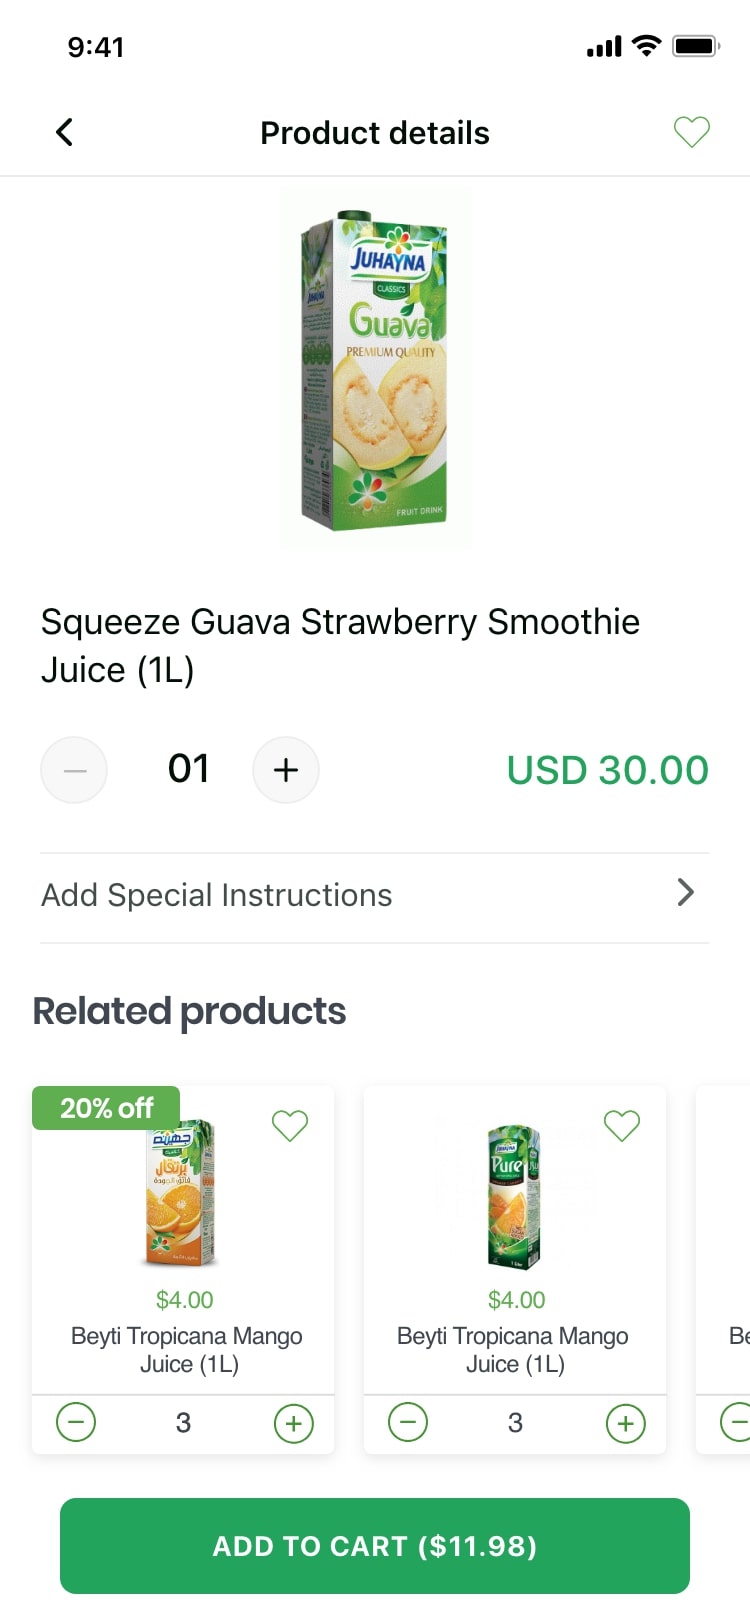 9:41
Product details
JUHAYNA
CLASSICS
Guava
PREMIUM QUALITY
FRUIT DRINK
Squeeze Guava Strawberry Smoothie
Juice (1L)
01
USD 30.00
Add Special Instructions
Related products
20% off
جهينة
برتقال
Pure
$4.00
$4.00
Beyti Tropicana Mango
Juice (1L)
Beyti Tropicana Mango
Juice (1L)
Be
3
3
ADD TO CART ($11.98)